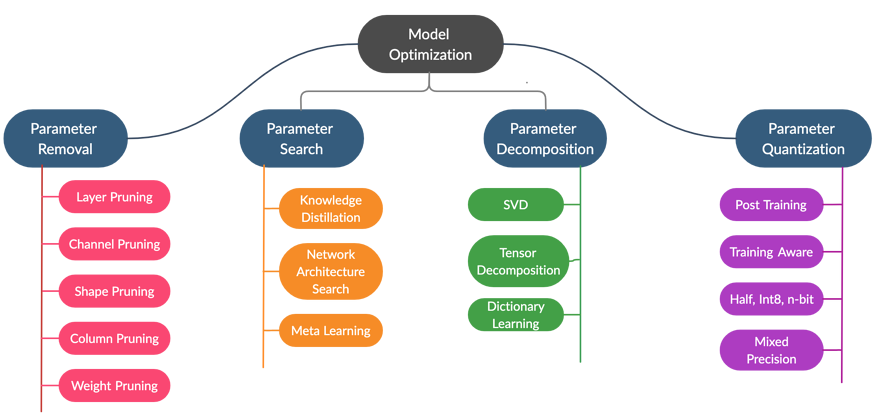 Model
Optimization
Parameter
Removal
Layer Pruning
Channel Pruning
Shape Pruning
Column Pruning
Weight Pruning
Parameter
Search
Knowledge
Distillation
Network
Architecture
Search
Meta Learning
Parameter
Decomposition
SVD
Tensor
Decomposition
Dictionary
Learning
Parameter
Quantization
Post Training
Training Aware
Half, Int8, n-bit
Mixed
Precision